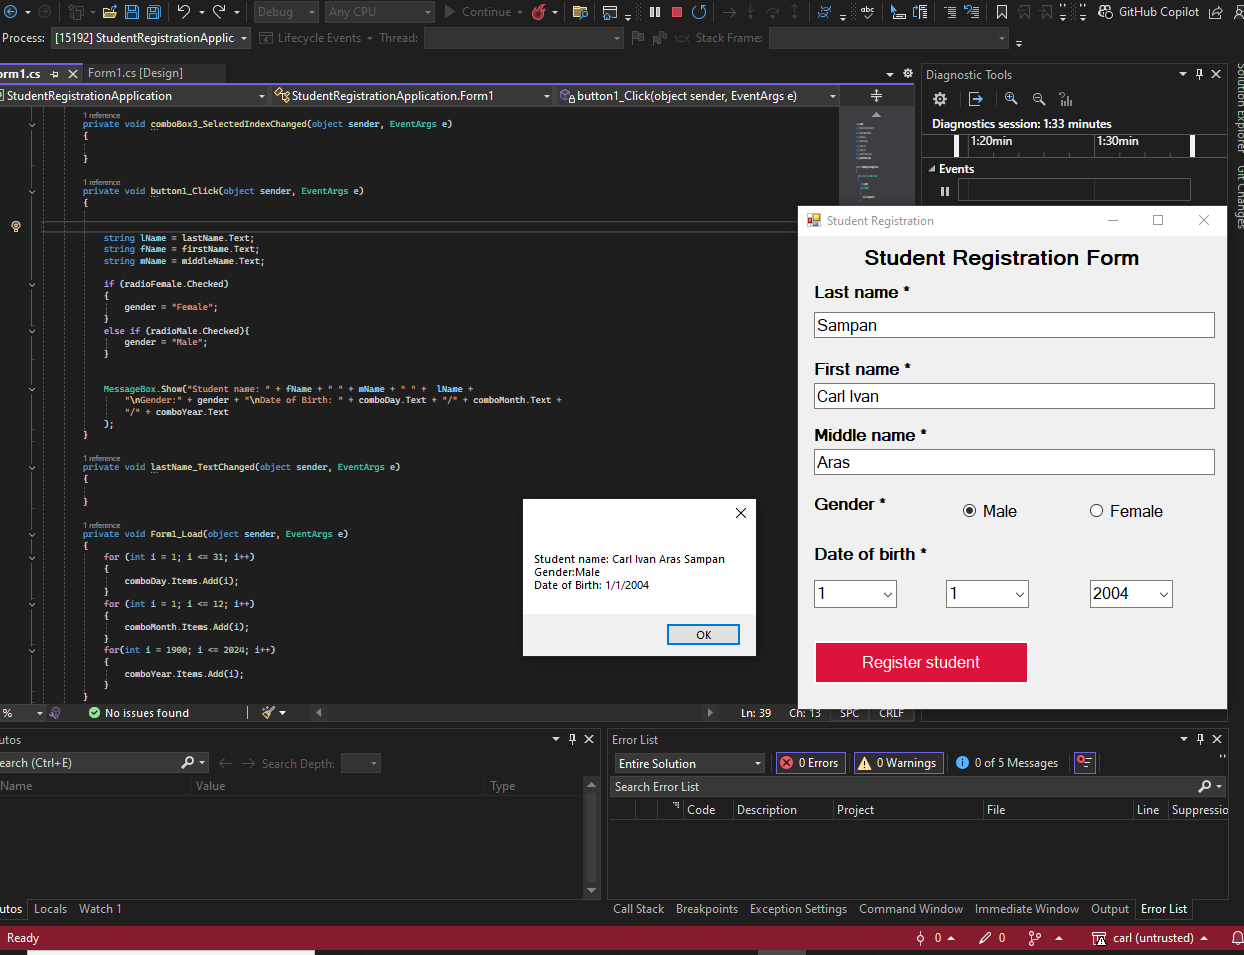 Debug
Any CPU
Continue
GitHub Copilot
Process:
[15192] StudentRegistrationApplic
Lifecycle Events
Thread:
Stack Frame:
orm1.cs
Form1.cs [Design]
StudentRegistrationApplication
StudentRegistrationApplication.Form1
button1_Click(object sender, EventArgs e)
1 reference
private void comboBox3_SelectedIndexChanged(object sender, EventArgs e)
{
}
1 reference
private void button1_Click(object sender, EventArgs e)
{
string lName = lastName.Text;
string fName = firstName.Text;
string mName = middleName.Text;
if (radioFemale.Checked)
{
gender = "Female";
}
else if (radioMale.Checked){
gender = "Male";
}
MessageBox.Show("Student name: " + fName + " " + mName + " " +  lName +
"\nGender:" + gender + "\nDate of Birth: " + comboDay.Text + "/" + comboMonth.Text +
"/" + comboYear.Text
);
}
1 reference
private void lastName_TextChanged(object sender, EventArgs e)
{
}
1 reference
private void Form1_Load(object sender, EventArgs e)
{
for (int i = 1; i <= 31; i++)
{
comboDay.Items.Add(i);
}
for (int i = 1; i <= 12; i++)
{
comboMonth.Items.Add(i);
}
for(int i = 1900; i <= 2024; i++)
{
comboYear.Items.Add(i);
}
}
Diagnostic Tools
Diagnostics session: 1:33 minutes
1:20min
1:30min
Events
Solution Explorer
Git Changes
Student Registration
Student Registration Form
Last name *
Sampan
First name *
Carl Ivan
Middle name *
Aras
Gender *
Male
Female
Date of birth *
1
1
2004
Register student
Student name: Carl Ivan Aras Sampan
Gender:Male
Date of Birth: 1/1/2004
OK
%
No issues found
Ln: 39
Ch: 13
SPC
CRLF
utos
earch (Ctrl+E)
Search Depth:
Name
Value
Type
utos
Locals
Watch 1
Error List
Entire Solution
0 Errors
0 Warnings
0 of 5 Messages
Search Error List
Code
Description
Project
File
Line
Suppressio
Call Stack
Breakpoints
Exception Settings
Command Window
Immediate Window
Output
Error List
Ready
0
0
carl (untrusted)